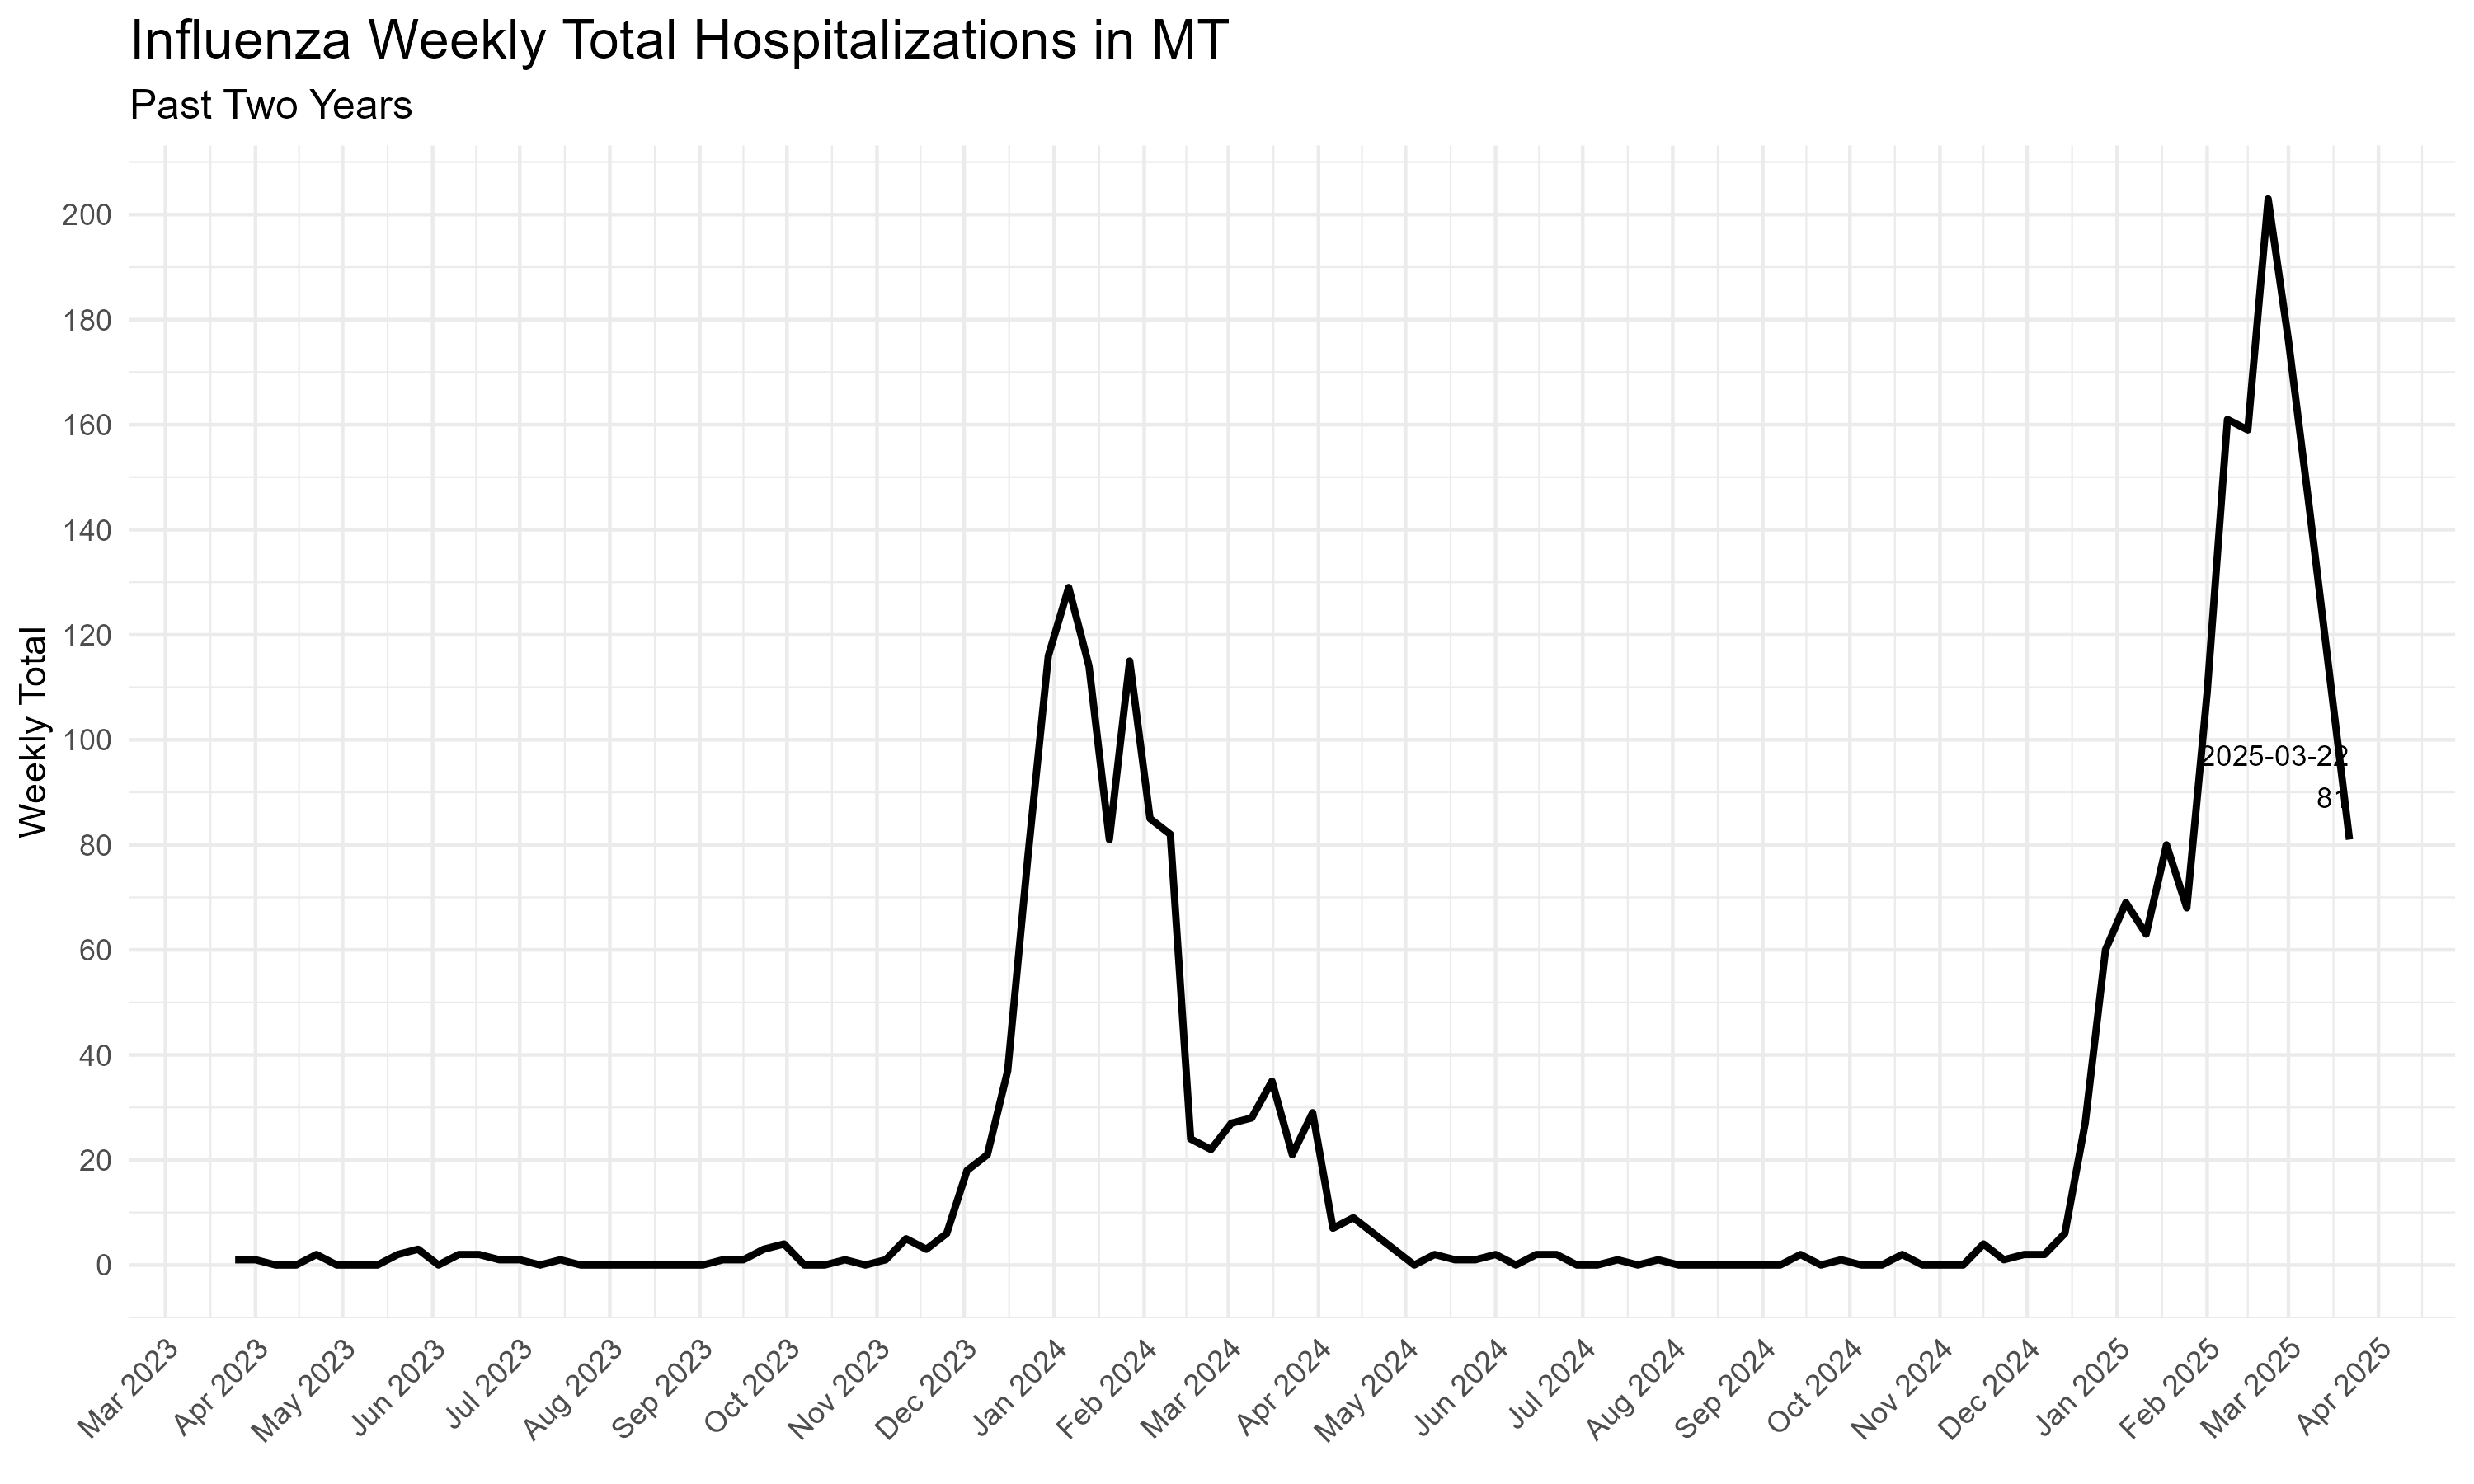 Influenza Weekly Total Hospitalizations in MT
Past Two Years
Weekly Total
200
180
160
140
120
100
80
60
40
20
0
2025-03-22
81
Mar 2023
Apr 2023
May 2023
Jun 2023
Jul 2023
Aug 2023
Sep 2023
Oct 2023
Nov 2023
Dec 2023
Jan 2024
Feb 2024
Mar 2024
Apr 2024
May 2024
Jun 2024
Jul 2024
Aug 2024
Sep 2024
Oct 2024
Nov 2024
Dec 2024
Jan 2025
Feb 2025
Mar 2025
Apr 2025